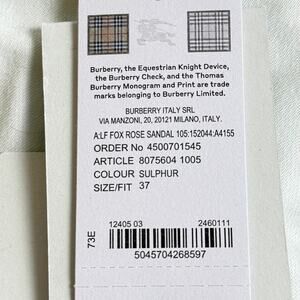 Burberry, the Equestrian Knight Device,
the Burberry Check, and the Thomas
Burberry Monogram and Print are trade
marks belonging to Burberry Limited.
BURBERRY ITALY SRL
VIA MANZONI, 20, 20121 MILANO, ITALY.
A:LF FOX ROSE SANDAL 105:152044:A4155
ORDER No 4500701545
ARTICLE 8075604 1005
COLOUR SULPHUR
SIZE/FIT 37
73E
12405 03 2460111
5045704268597